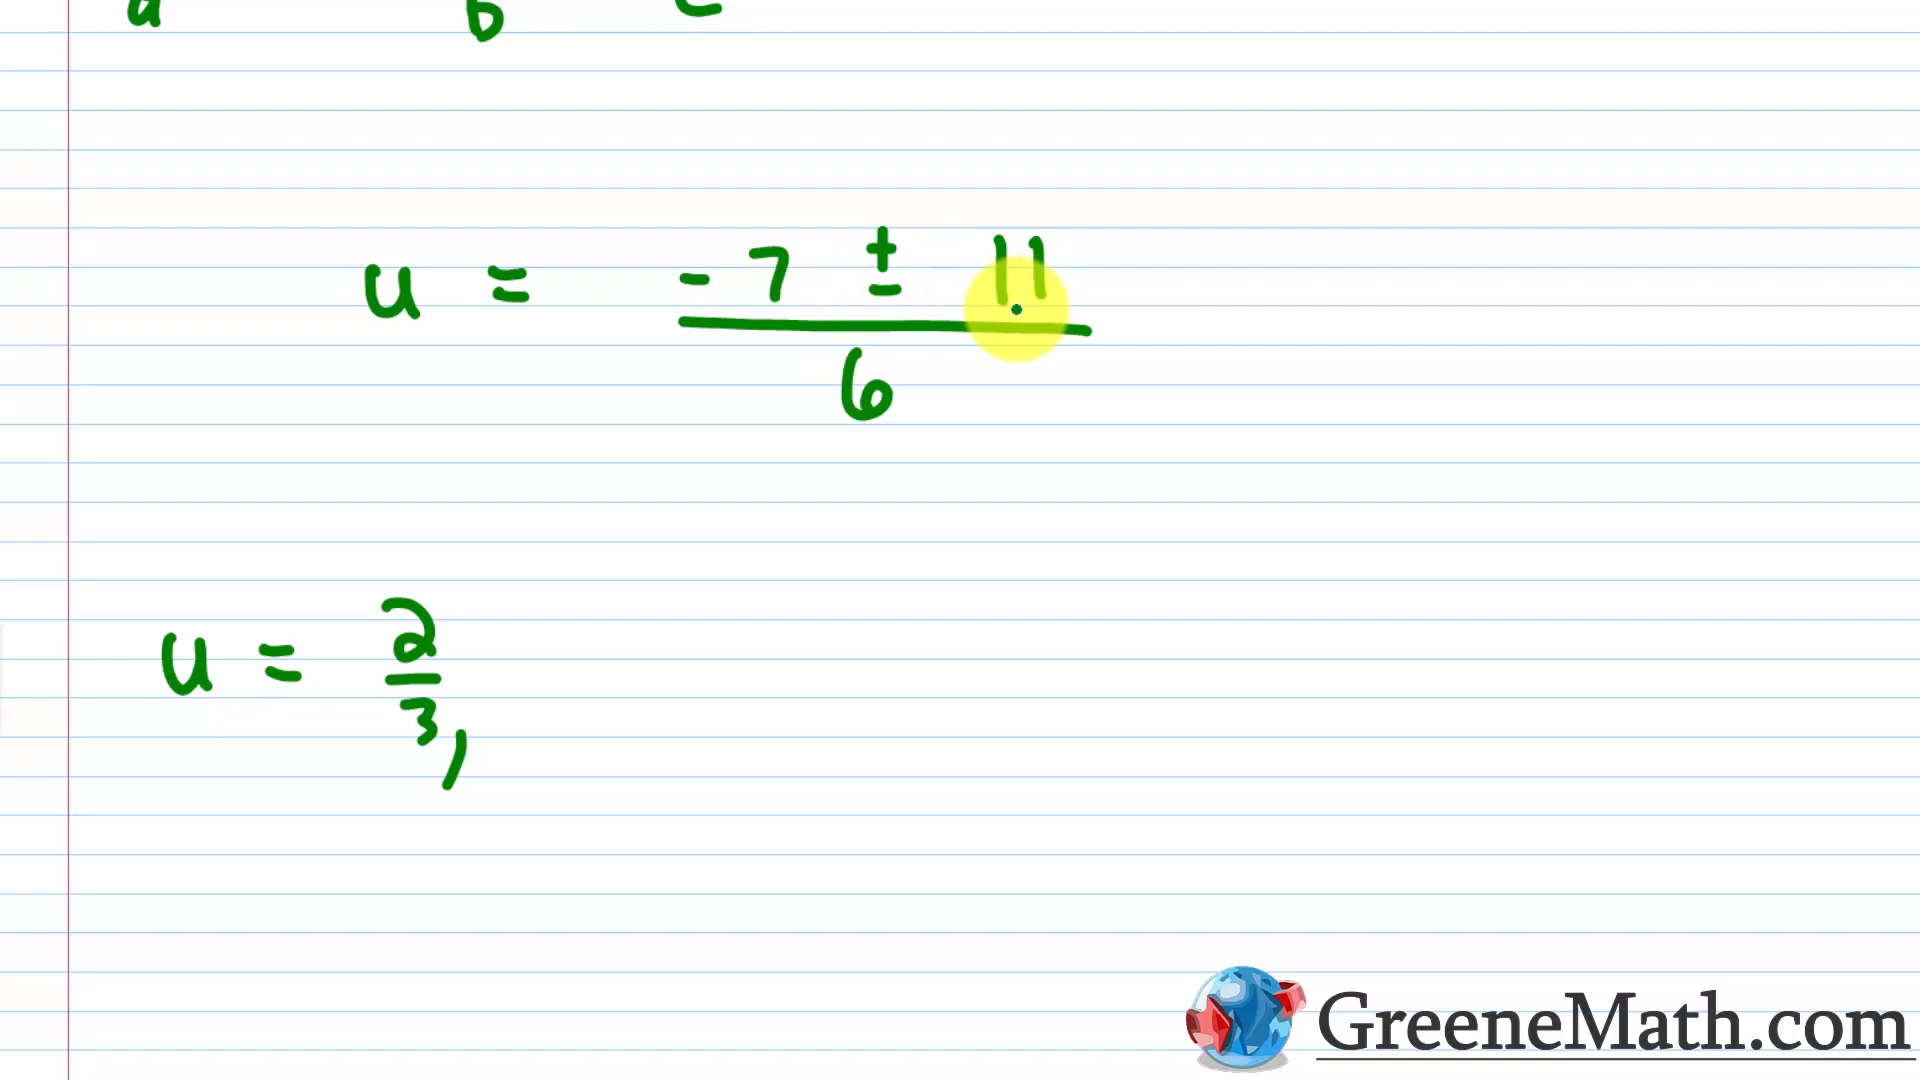 a b c
u = -7 ± 11
6
u = 2
3,
GreeneMath.com